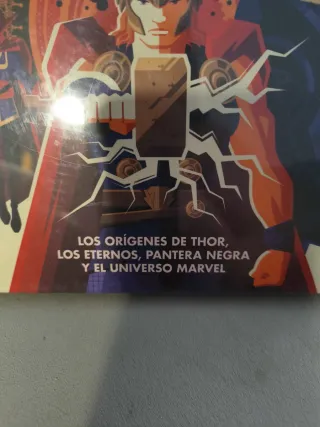 LOS ORÍGENES DE THOR,
LOS ETERNOS, PANTERA NEGRA
Y EL UNIVERSO MARVEL